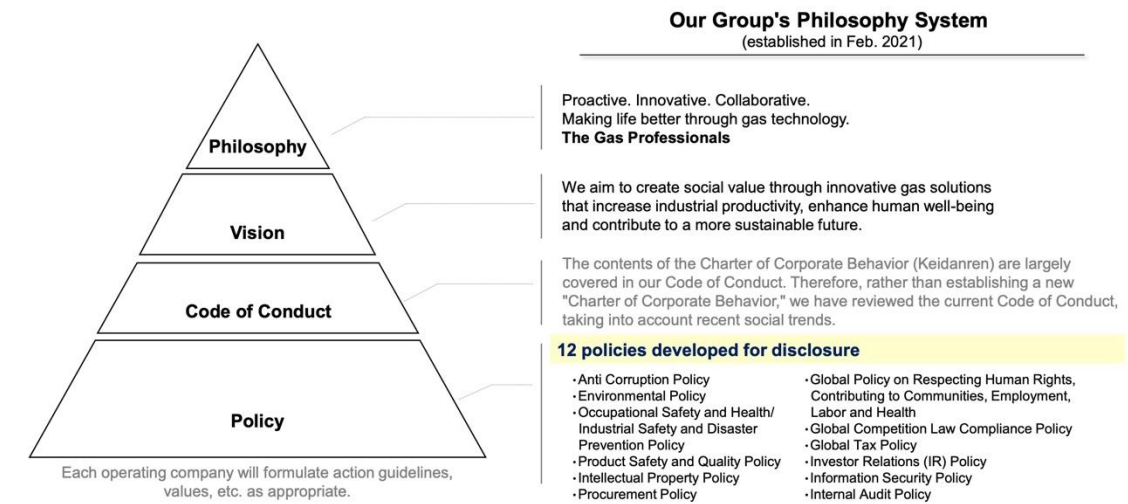 Our Group's Philosophy System
(established in Feb. 2021)
Philosophy
Proactive. Innovative. Collaborative.
Making life better through gas technology.
The Gas Professionals
Vision
We aim to create social value through innovative gas solutions
that increase industrial productivity, enhance human well-being
and contribute to a more sustainable future.
Code of Conduct
The contents of the Charter of Corporate Behavior (Keidanren) are largely
covered in our Code of Conduct. Therefore, rather than establishing a new
"Charter of Corporate Behavior," we have reviewed the current Code of Conduct,
taking into account recent social trends.
Policy
12 policies developed for disclosure
・Anti Corruption Policy
・Environmental Policy
・Occupational Safety and Health/
Industrial Safety and Disaster
Prevention Policy
・Product Safety and Quality Policy
・Intellectual Property Policy
・Procurement Policy
・Global Policy on Respecting Human Rights,
Contributing to Communities, Employment,
Labor and Health
・Global Competition Law Compliance Policy
・Global Tax Policy
・Investor Relations (IR) Policy
・Information Security Policy
・Internal Audit Policy
Each operating company will formulate action guidelines,
values, etc. as appropriate.